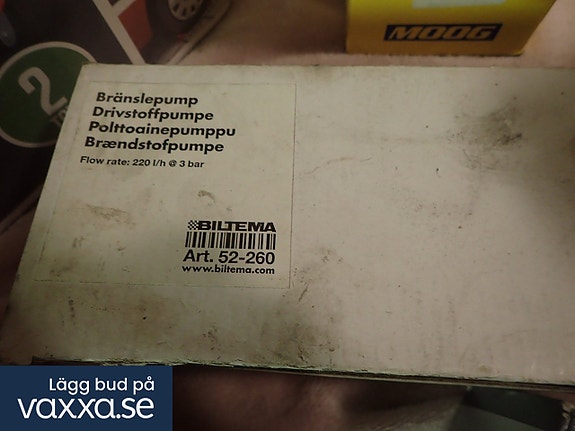 MOOG
2
Bränslepump
Drivstoffpumpe
Polttoainepumppu
Brændstofpumpe
Flow rate: 220 l/h @ 3 bar
BILTEMA
Art. 52-260
www.biltema.com
Lägg bud på
vaxxa.se